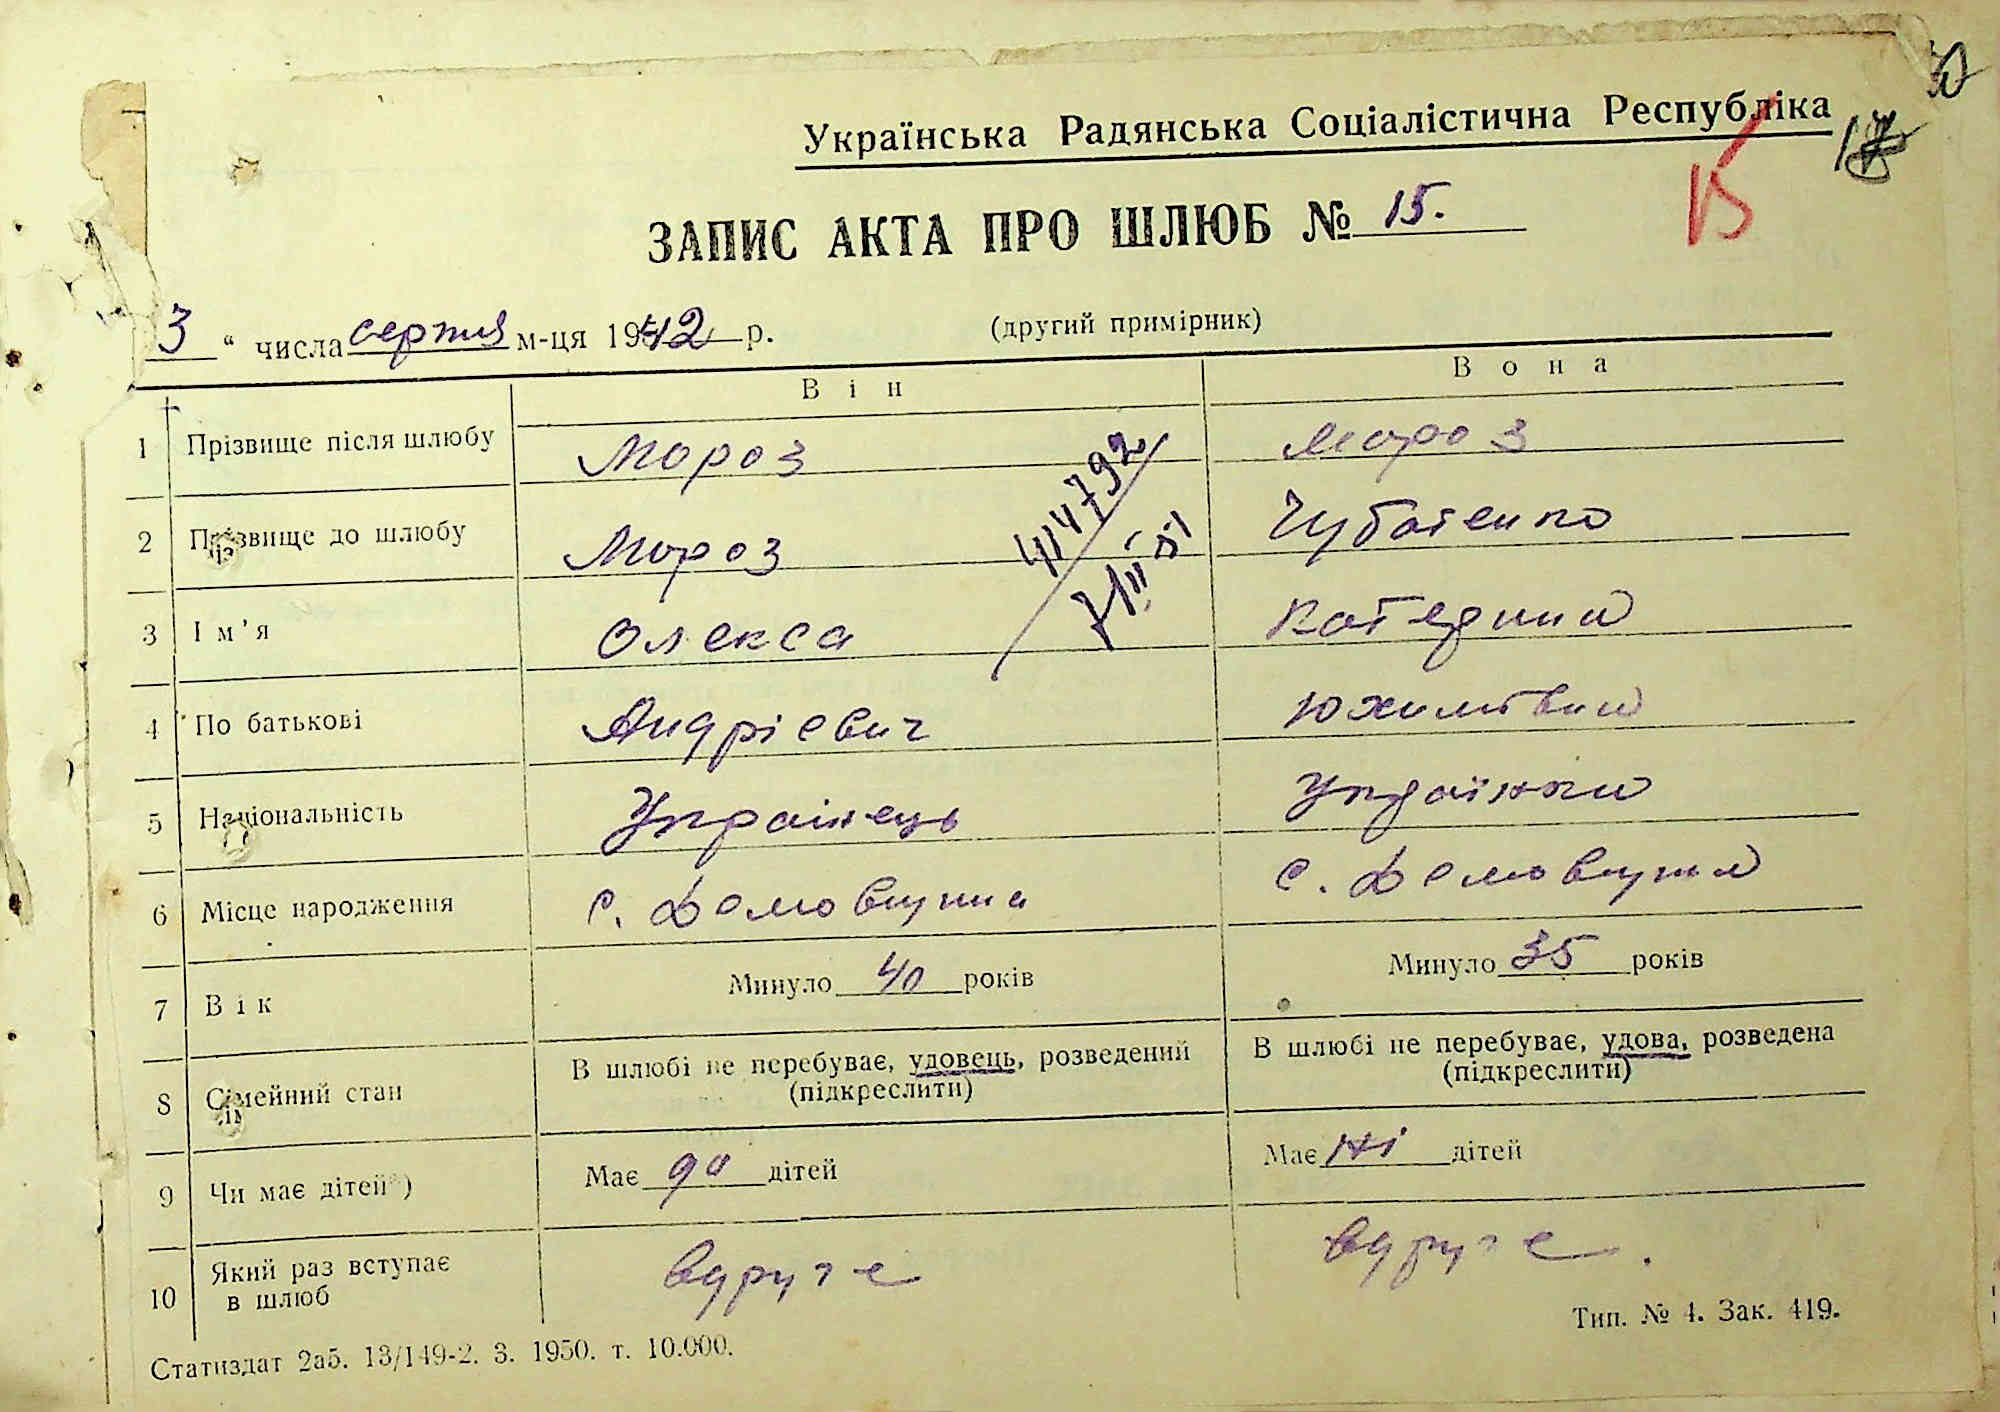 Українська Радянська Соціалістична Республіка
15
ЗАПИС АКТА ПРО ШЛЮБ № 15.
3 " числа серпня м-ця 1942 р.
(другий примірник)
Він
Вона
1 Прізвище після шлюбу Мороз Мороз
2 Прізвище до шлюбу Мороз Чубатенко
3 Ім'я Олекса Катерина
4 По батькові Андрієвич Юхимівна
5 Національність Українець Українка
6 Місце народження с. Домовицина с. Домовицина
7 Вік Минуло 40 років Минуло 35 років
8 Сімейний стан В шлюбі не перебуває, удовець, розведений (підкреслити) В шлюбі не перебуває, удова, розведена (підкреслити)
9 Чи має дітей*) Має да дітей Має ні дітей
10 Який раз вступає в шлюб вдруге вдруге.
Статиздат 2а5. 13/149-2. 3. 1950. т. 10.000.
Тип. № 4. Зак. 419.